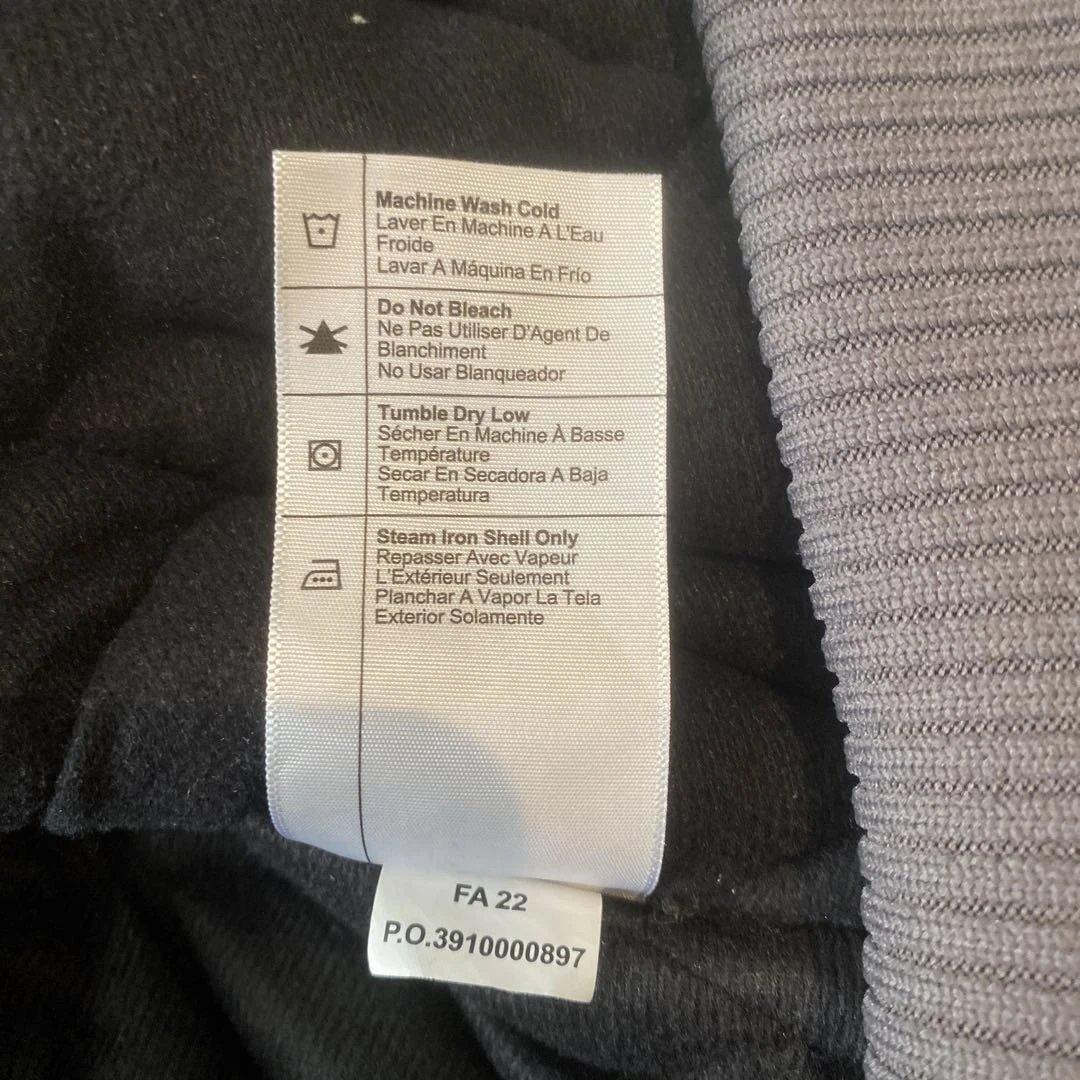 Machine Wash Cold
Laver En Machine A L'Eau
Froide
Lavar A Máquina En Frío
Do Not Bleach
Ne Pas Utiliser D'Agent De
Blanchiment
No Usar Blanqueador
Tumble Dry Low
Sécher En Machine À Basse
Température
Secar En Secadora A Baja
Temperatura
Steam Iron Shell Only
Repasser Avec Vapeur
L'Extérieur Seulement
Planchar A Vapor La Tela
Exterior Solamente
FA 22
P.O.3910000897